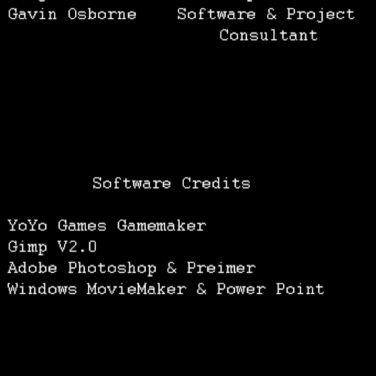 Gavin Osborne Software & Project
Consultant
Software Credits
YoYo Games Gamemaker
Gimp V2.0
Adobe Photoshop & Preimer
Windows MovieMaker & Power Point